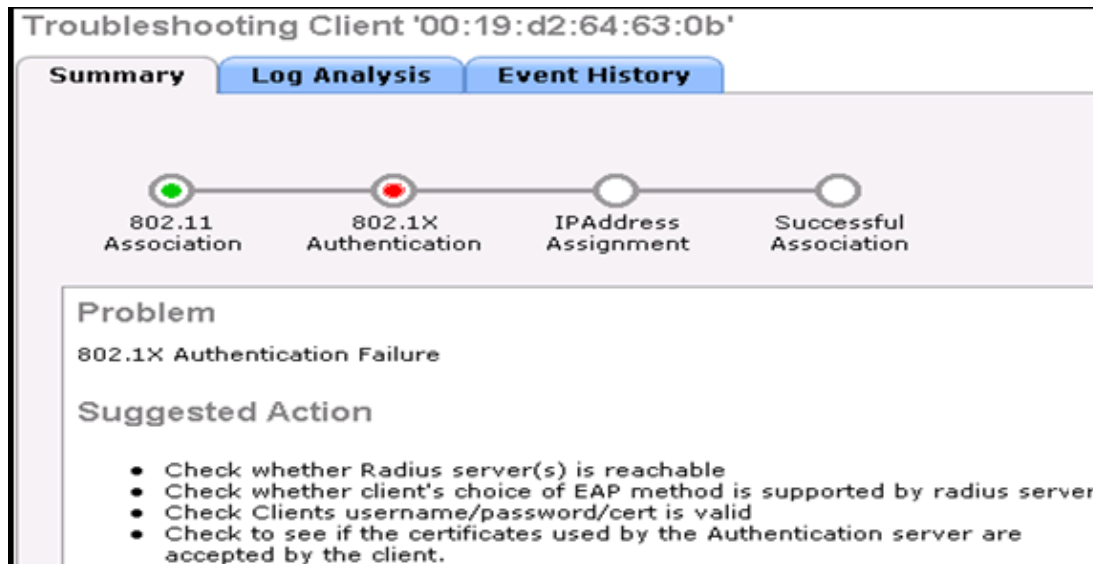 Troubleshooting Client '00:19:d2:64:63:0b'
Summary
Log Analysis
Event History
802.11
Association
802.1X
Authentication
IPAddress
Assignment
Successful
Association
Problem
802.1X Authentication Failure
Suggested Action
• Check whether Radius server(s) is reachable
• Check whether client's choice of EAP method is supported by radius server
• Check Clients username/password/cert is valid
• Check to see if the certificates used by the Authentication server are
accepted by the client.